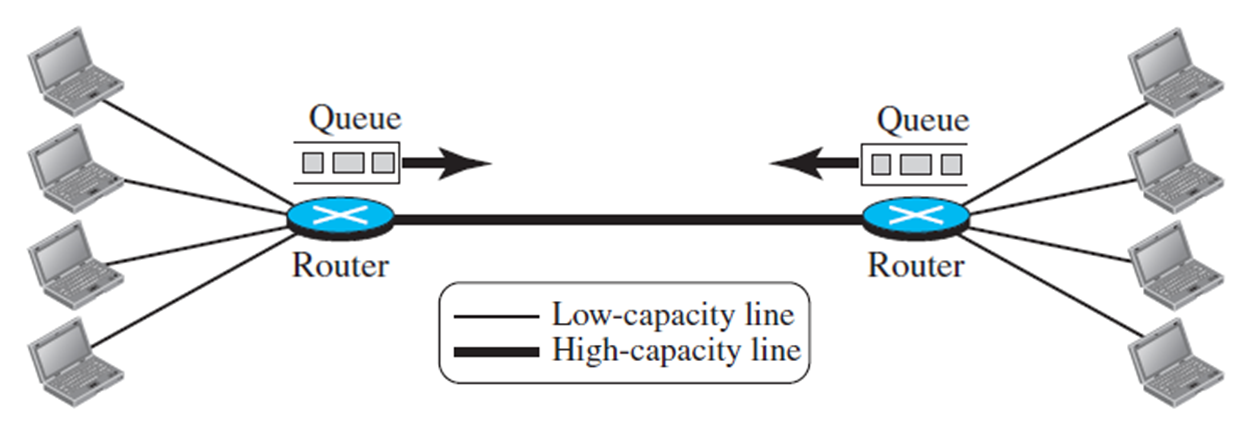 Queue
Queue
Router
Router
Low-capacity line
High-capacity line